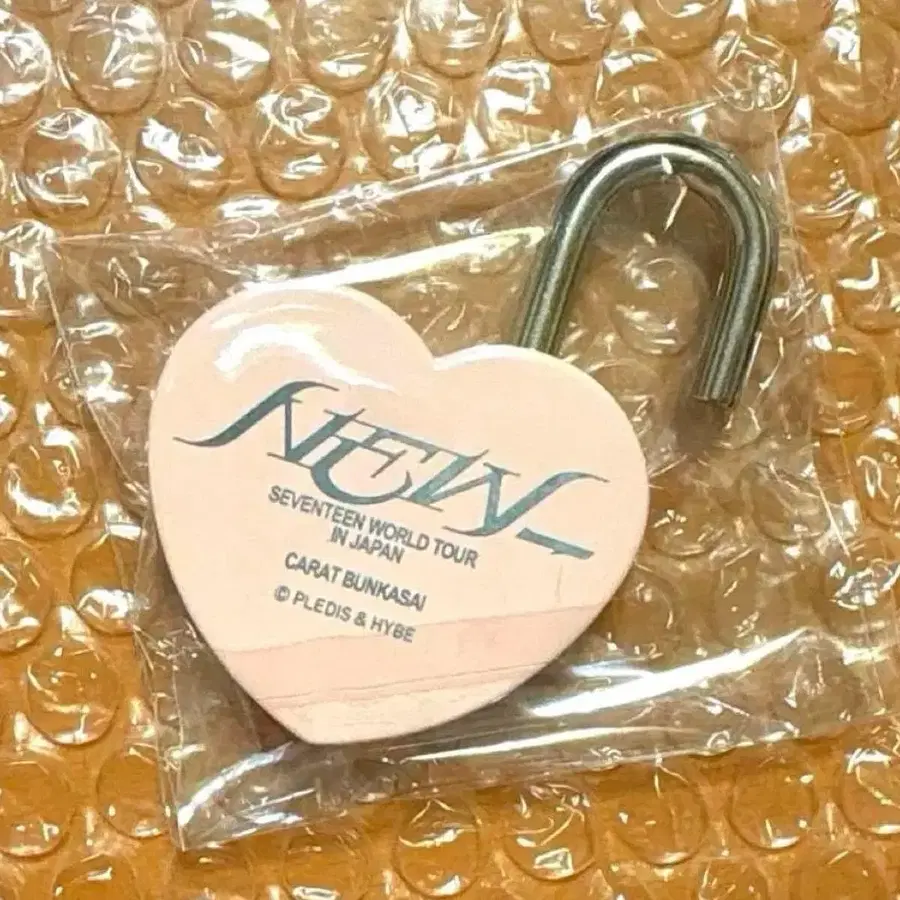 NEW_
SEVENTEEN WORLD TOUR
IN JAPAN
CARAT BUNKASAI
© PLEDIS & HYBE